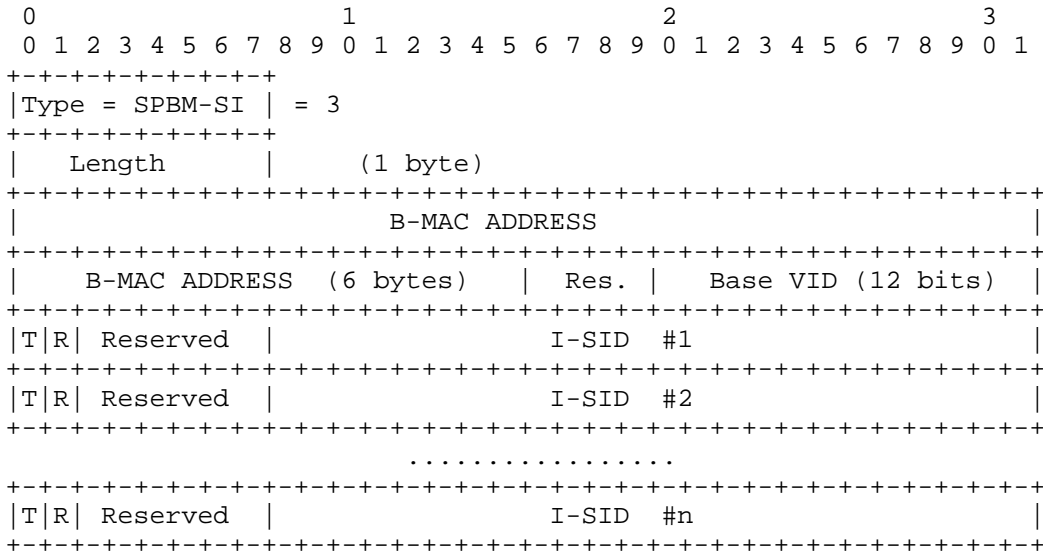 0                   1                   2                   3
 0 1 2 3 4 5 6 7 8 9 0 1 2 3 4 5 6 7 8 9 0 1 2 3 4 5 6 7 8 9 0 1
+-+-+-+-+-+-+-+-+
|Type = SPBM-SI | = 3
+-+-+-+-+-+-+-+-+
|   Length      |     (1 byte)
+-+-+-+-+-+-+-+-+-+-+-+-+-+-+-+-+-+-+-+-+-+-+-+-+-+-+-+-+-+-+-+-+
|                       B-MAC ADDRESS                           |
+-+-+-+-+-+-+-+-+-+-+-+-+-+-+-+-+-+-+-+-+-+-+-+-+-+-+-+-+-+-+-+-+
|    B-MAC ADDRESS  (6 bytes)   | Res.  |  Base VID (12 bits)   |
+-+-+-+-+-+-+-+-+-+-+-+-+-+-+-+-+-+-+-+-+-+-+-+-+-+-+-+-+-+-+-+-+
|T|R| Reserved  |                 I-SID  #1                     |
+-+-+-+-+-+-+-+-+-+-+-+-+-+-+-+-+-+-+-+-+-+-+-+-+-+-+-+-+-+-+-+-+
|T|R| Reserved  |                 I-SID  #2                     |
+-+-+-+-+-+-+-+-+-+-+-+-+-+-+-+-+-+-+-+-+-+-+-+-+-+-+-+-+-+-+-+-+
                         .................
+-+-+-+-+-+-+-+-+-+-+-+-+-+-+-+-+-+-+-+-+-+-+-+-+-+-+-+-+-+-+-+-+
|T|R| Reserved  |                 I-SID  #n                     |
+-+-+-+-+-+-+-+-+-+-+-+-+-+-+-+-+-+-+-+-+-+-+-+-+-+-+-+-+-+-+-+-+